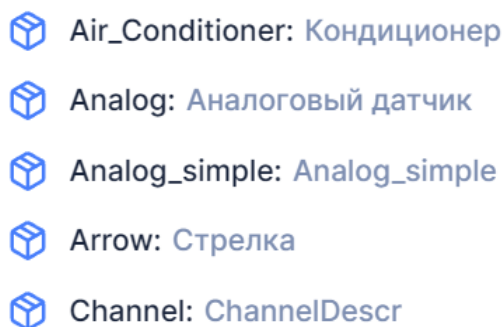 Air_Conditioner: Кондиционер
Analog: Аналоговый датчик
Analog_simple: Analog_simple
Arrow: Стрелка
Channel: ChannelDescr